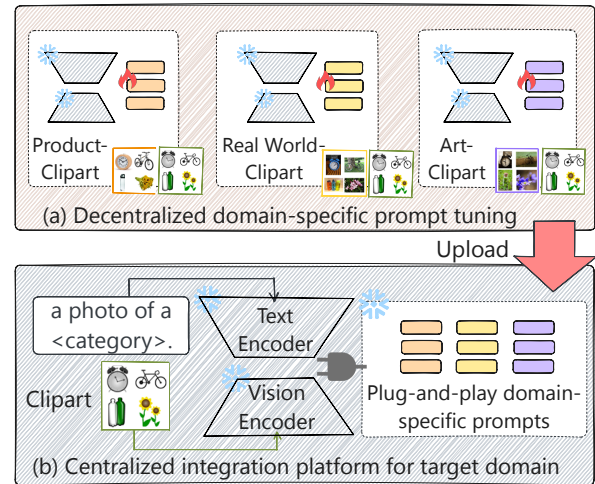 Product-
Clipart
Real World-
Clipart
Art-
Clipart
(a) Decentralized domain-specific prompt tuning
Upload
a photo of a
<category>.
Text
Encoder
Clipart
Vision
Encoder
Plug-and-play domain-
specific prompts
(b) Centralized integration platform for target domain